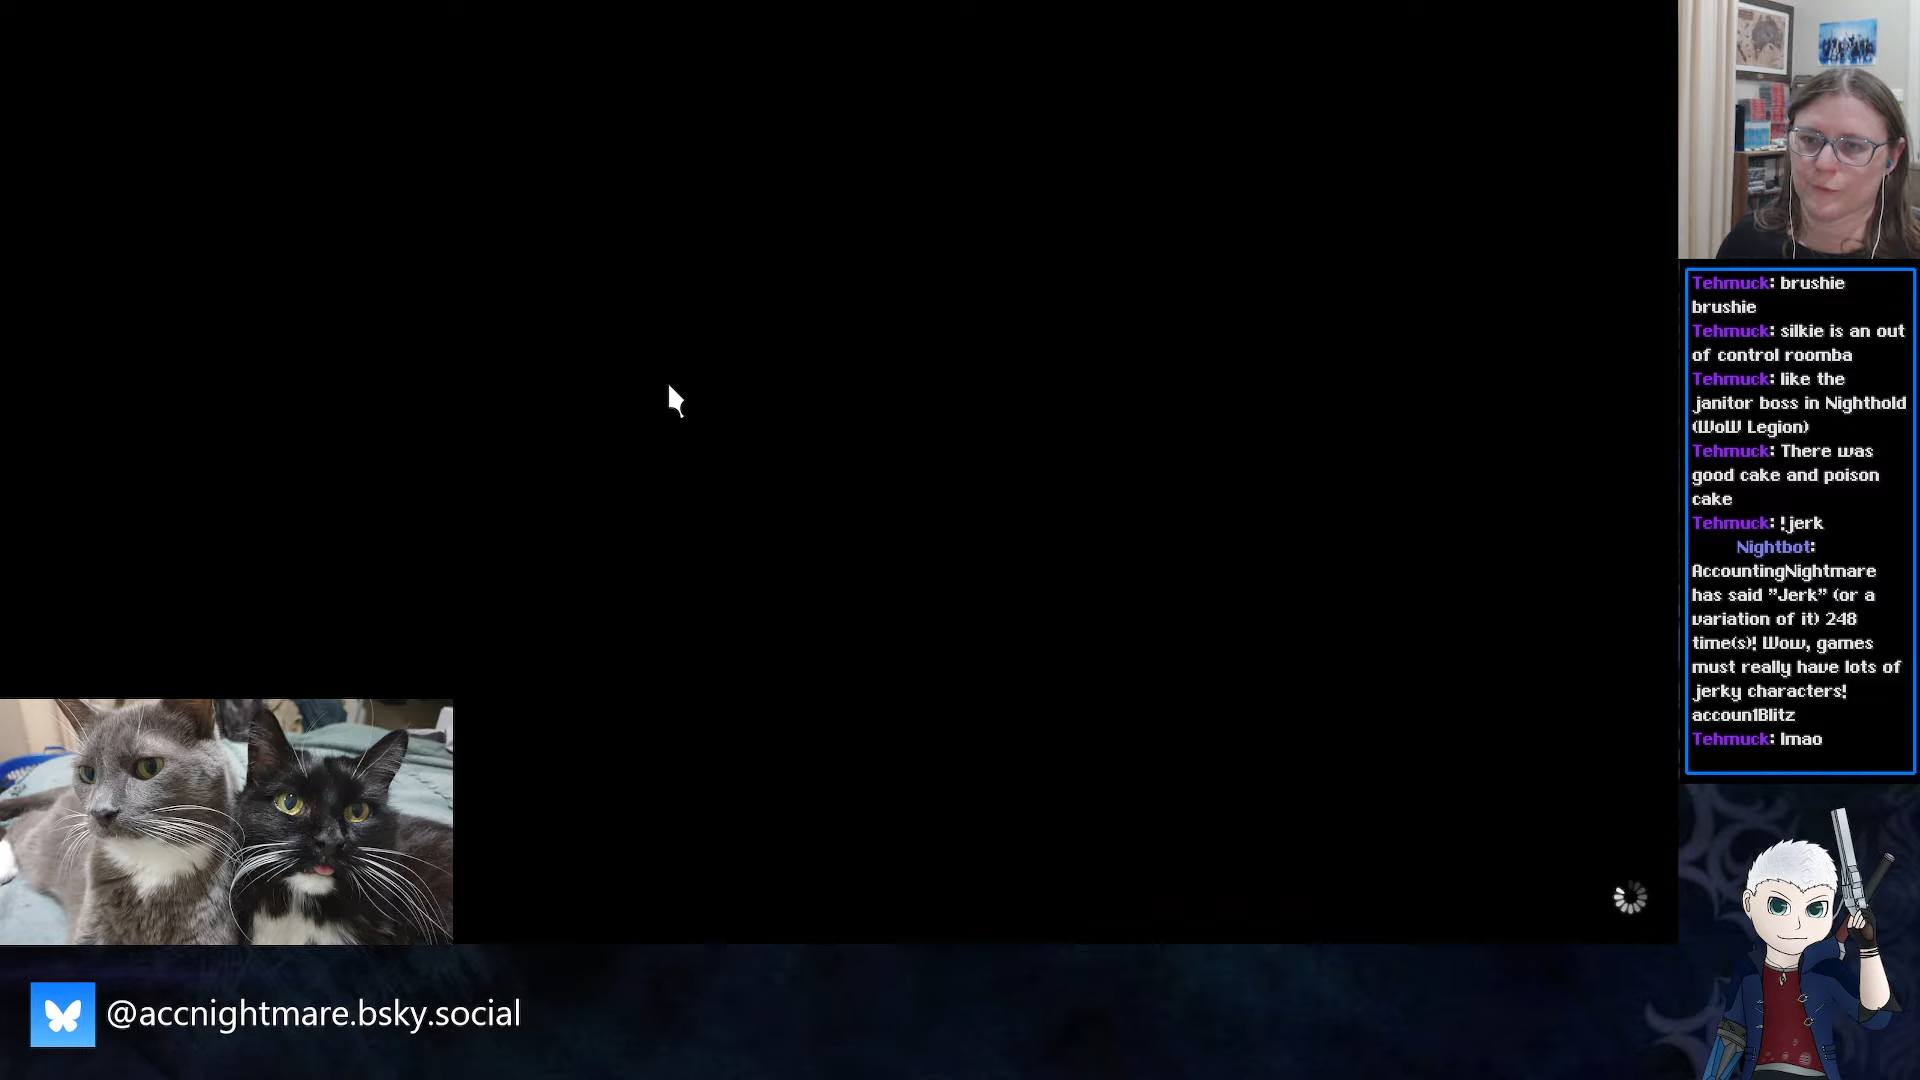 Tehmuck: brushie
brushie
Tehmuck: silkie is an out
of control roomba
Tehmuck: like the
janitor boss in Nighthold
(WoW Legion)
Tehmuck: There was
good cake and poison
cake
Tehmuck: !jerk
Nightbot:
AccountingNightmare
has said "Jerk" (or a
variation of it) 248
time(s)! Wow, games
must really have lots of
jerky characters!
accoun1Blitz
Tehmuck: lmao
@accnightmare.bsky.social